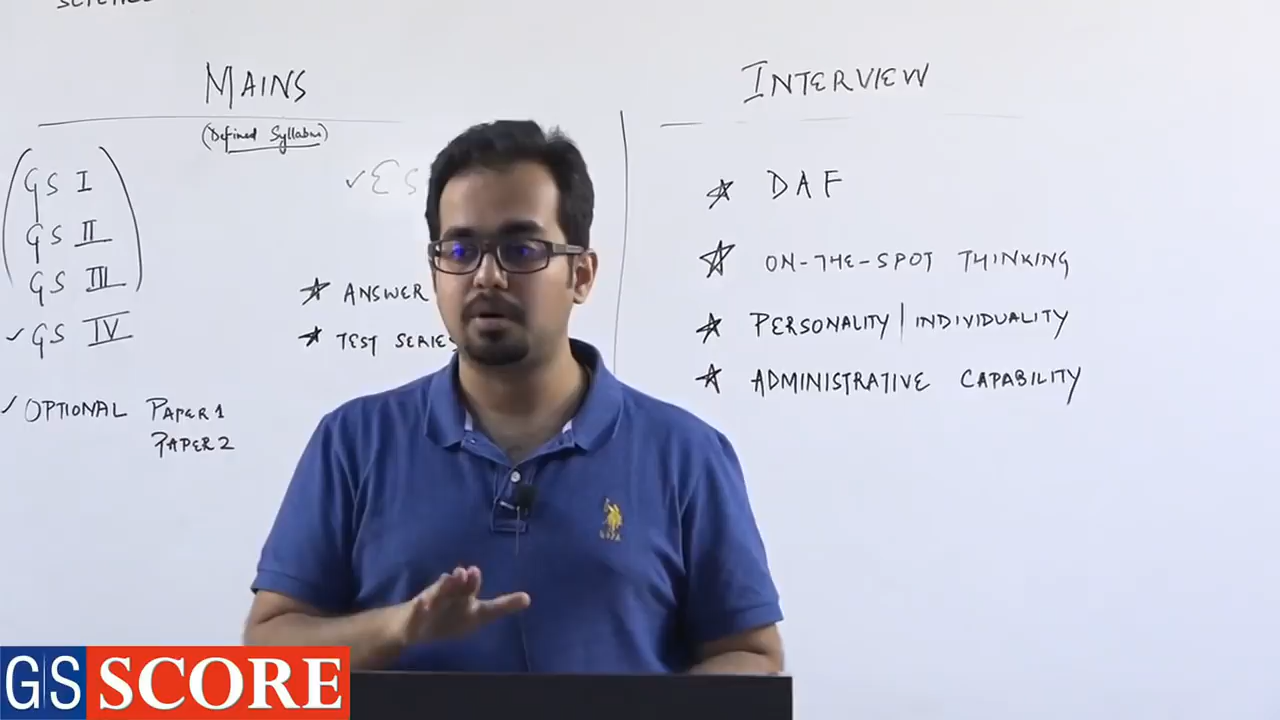 MAINS
(Defined Syllabus)
GS I
GS II
GS III
✓ GS IV
✓ OPTIONAL PAPER 1
PAPER 2
✓ ES
☆ ANSWER
☆ TEST SERIES
INTERVIEW
☆ DAF
☆ ON-THE-SPOT THINKING
☆ PERSONALITY | INDIVIDUALITY
☆ ADMINISTRATIVE CAPABILITY
GS SCORE